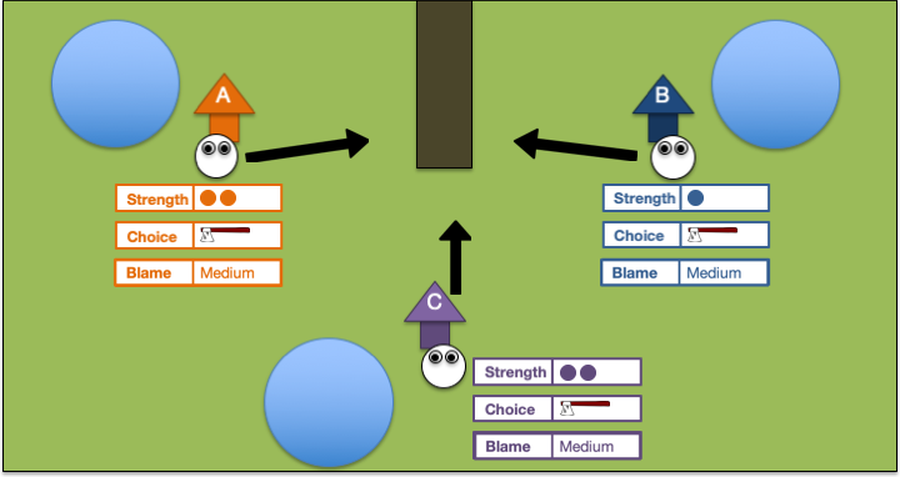 A
B
Strength
Choice
Blame Medium
Strength
Choice
Blame Medium
C
Strength
Choice
Blame Medium